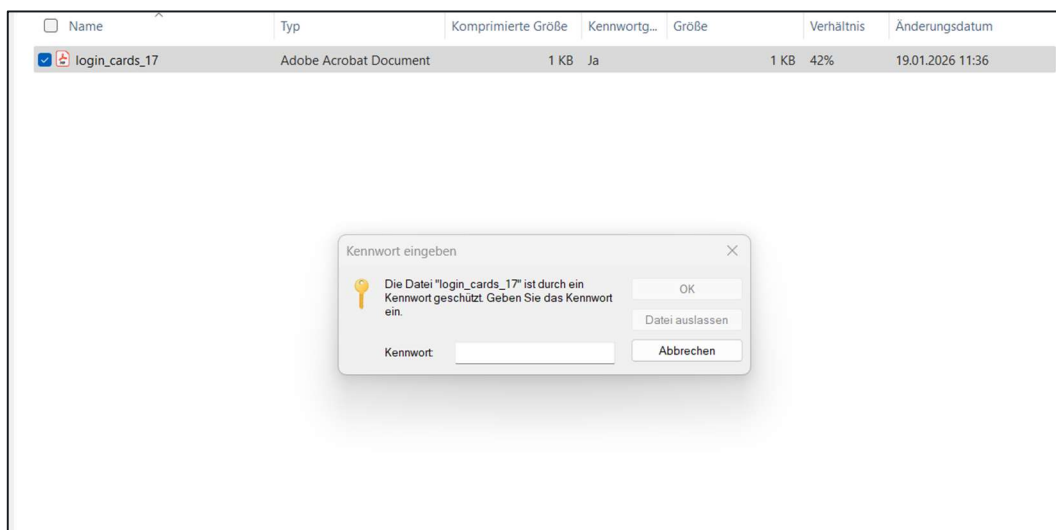 Name Typ Komprimierte Größe Kennwortg... Größe Verhältnis Änderungsdatum
login_cards_17 Adobe Acrobat Document 1 KB Ja 1 KB 42% 19.01.2026 11:36
Kennwort eingeben
Die Datei "login_cards_17" ist durch ein
Kennwort geschützt. Geben Sie das Kennwort
ein.
OK
Datei auslassen
Kennwort:
Abbrechen